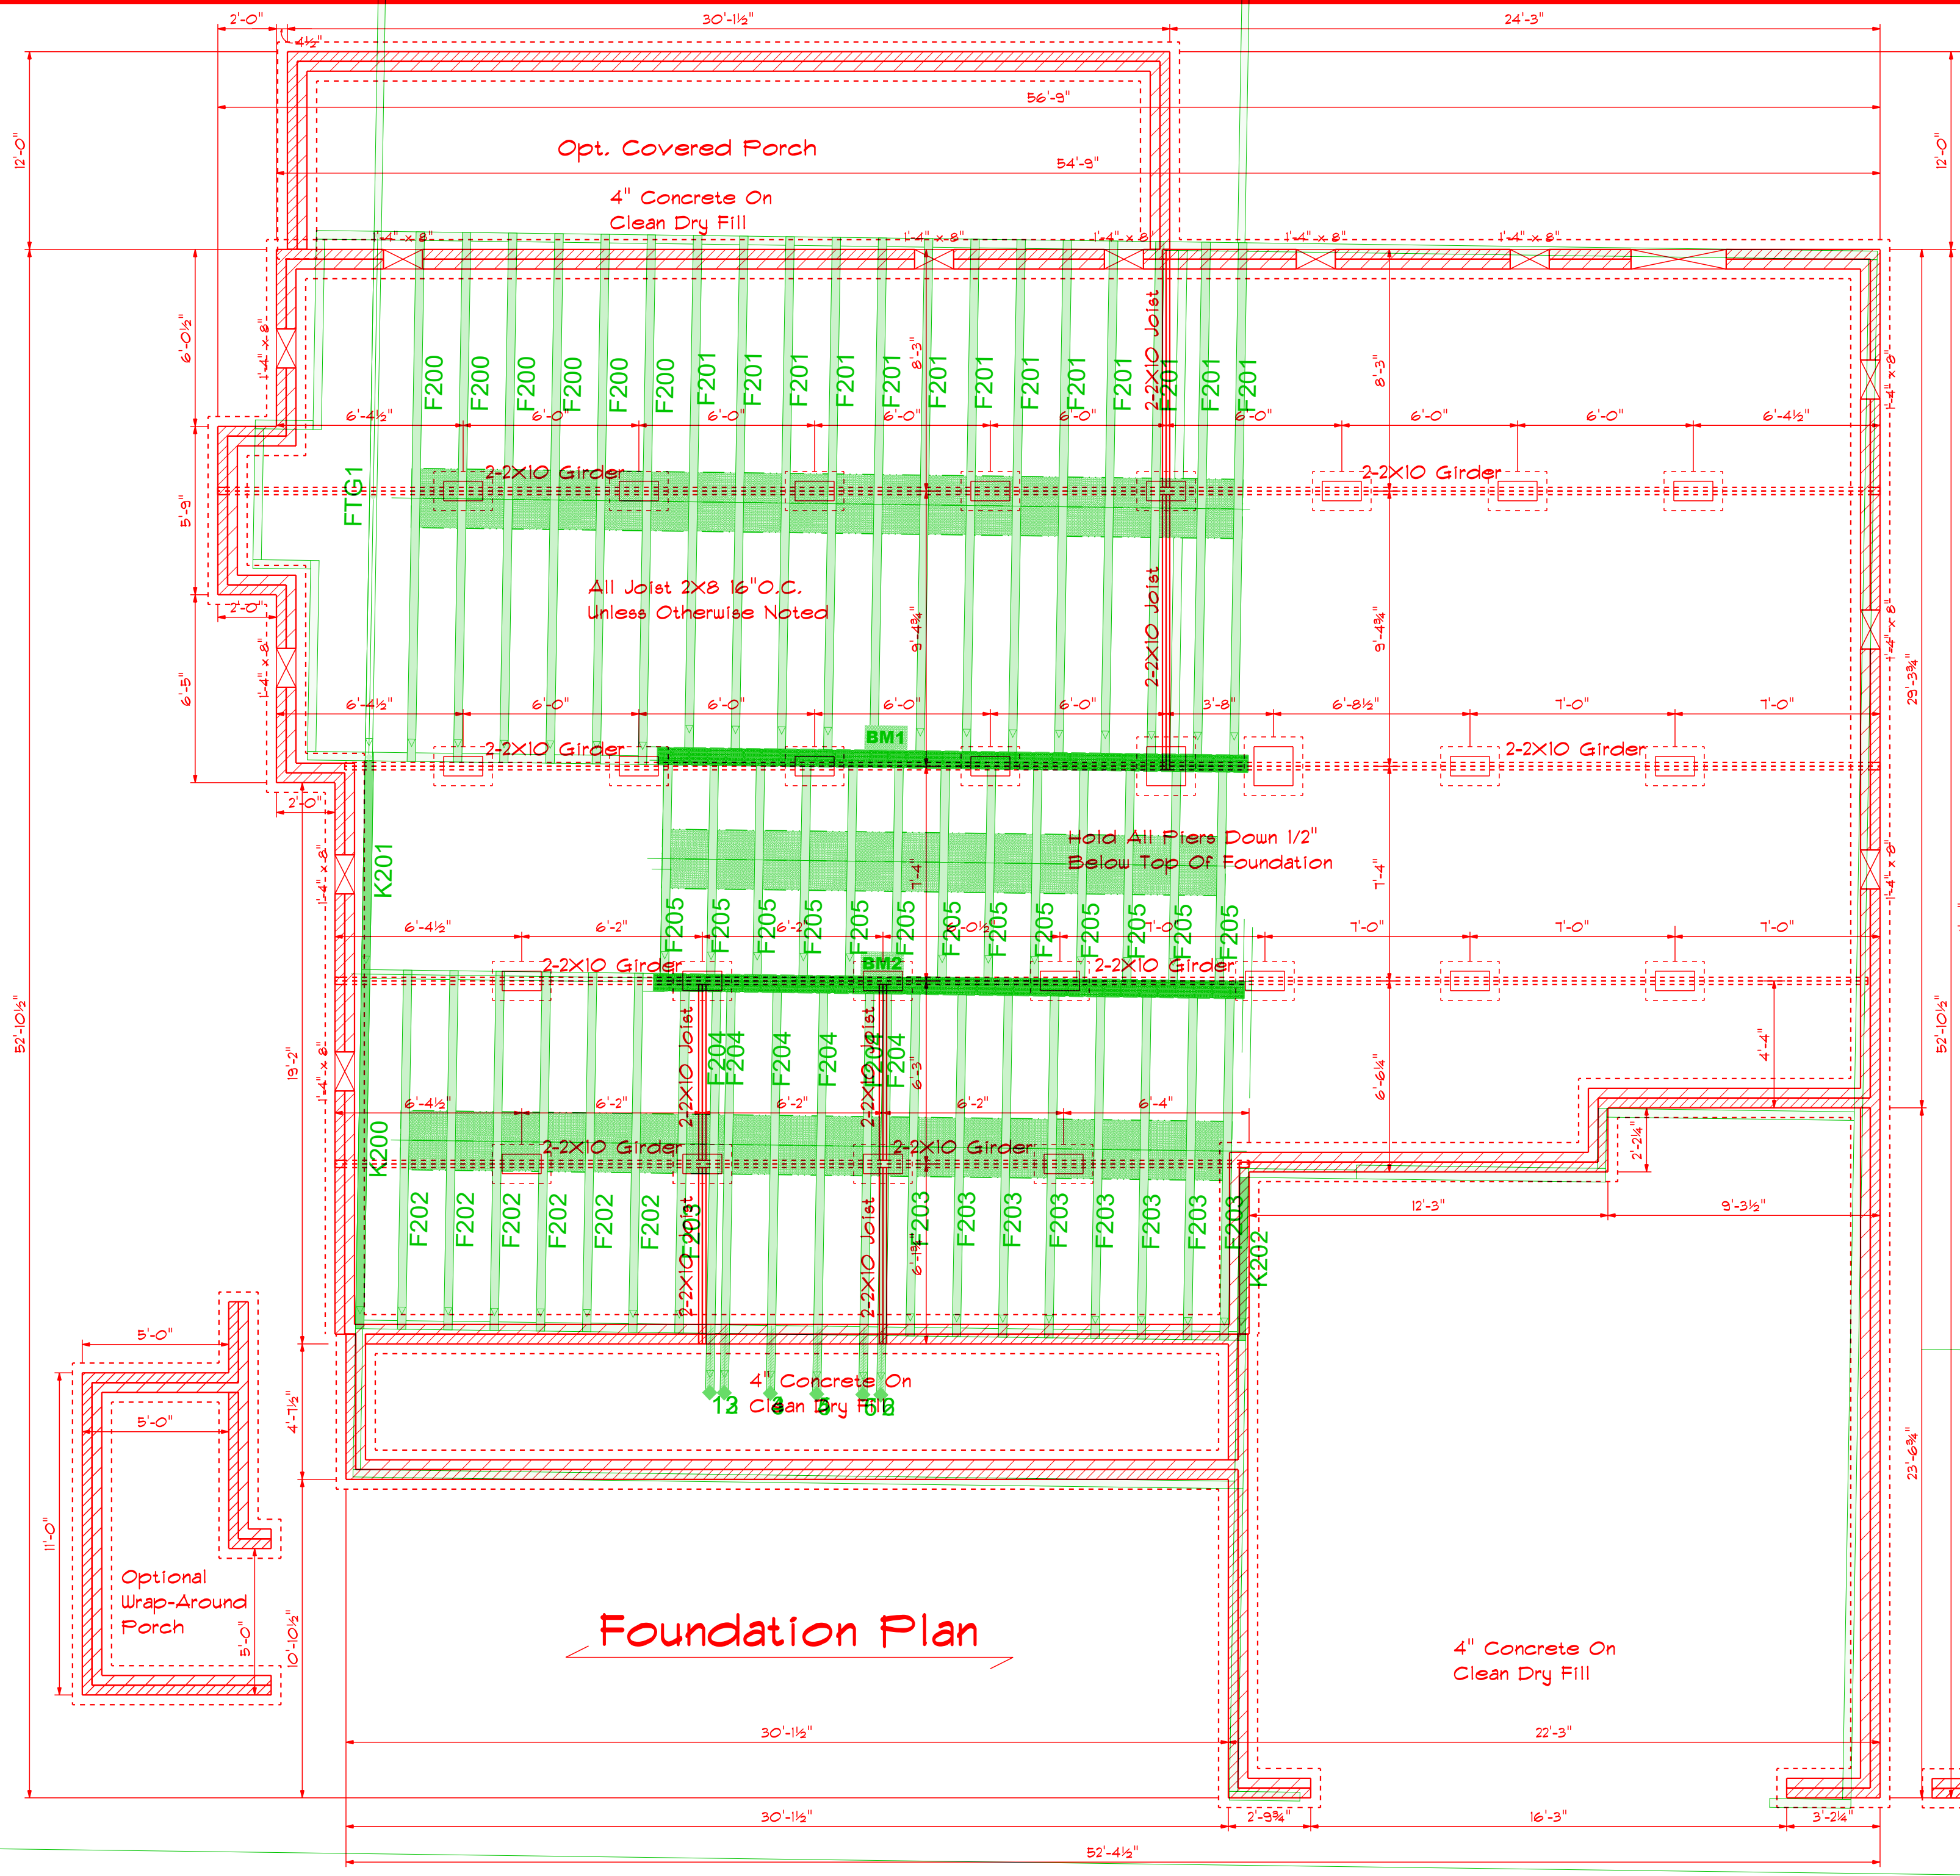 2'-0"
30'-1½"
24'-3"
4½"
56'-9"
Opt. Covered Porch
54'-9"
12'-0"
12'-0"
4" Concrete On
Clean Dry Fill
1'-4" x 8"
1'-4" x 8"
1'-4" x 8
1'-4" x 8"
1'-4" x 8"
6'-0½"
1'-4" x 8"
F200
F200
F200
F200
F200
F200
F201
F201
F201
F201
F201
F201
F201
F201
F201
F201
F201
F201
F201
8'-3"
2-2X10 Joist
8'-3"
1'-4" x 8"
6'-4½"
6'-0"
6'-0"
6'-0"
6'-0"
6'-0"
6'-0"
6'-0"
6'-4½"
FTG1
2-2X10 Girder
2-2X10 Girder
5'-9"
All Joist 2X8 16"O.C.
Unless Otherwise Noted
2'-0"
9'-4¾"
2-2X10 Joist
9'-4¾"
1'-4" x 8"
6'-5"
1'-4" x 8"
29'-3¾"
6'-4½"
6'-0"
6'-0"
6'-0"
6'-0"
3'-8"
6'-8½"
7'-0"
7'-0"
BM1
2-2X10 Girder
2-2X10 Girder
2'-0"
Hold All Piers Down 1/2"
Below Top Of Foundation
K201
1'-4" x 8"
7'-4"
7'-4"
1'-4" x 8"
F205
F205
F205
F205
F205
F205
F205
F205
F205
F205
F205
F205
F205
6'-4½"
6'-2"
6'-2"
6'-2"
6'-0½"
7'-0"
7'-0"
7'-0"
7'-0"
BM2
2-2X10 Girder
2-2X10 Girder
52'-10½"
52'-10½"
19'-2"
1'-4" x 8"
2-2X10 Joist
F204
F204
F204
F204
F204
F204
2-2X10 Joist
6'-3"
6'-6¼"
4'-4"
6'-4½"
6'-2"
6'-2"
6'-2"
6'-4"
K200
2-2X10 Girder
2-2X10 Girder
2'-2¼"
F202
F202
F202
F202
F202
F202
F203
F203
F203
F203
F203
F203
F203
F203
F203
2-2X10 Joist
2-2X10 Joist
6'-1¾"
K202
12'-3"
9'-3½"
5'-0"
4" Concrete On
Clean Dry Fill
4'-7½"
5'-0"
23'-6¾"
11'-0"
Optional
Wrap-Around
Porch
5'-0"
10'-10½"
Foundation Plan
4" Concrete On
Clean Dry Fill
30'-1½"
22'-3"
30'-1½"
2'-9¾"
16'-3"
3'-2¼"
52'-4½"